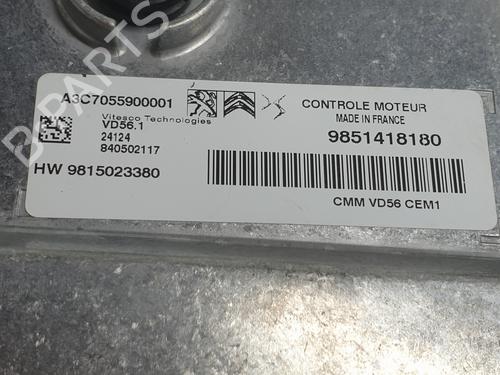 A3C7055900001
Vitesco Technologies
VD56.1
24124
840502117
HW 9815023380
CONTROLE MOTEUR
MADE IN FRANCE
9851418180
CMM VD56 CEM1
B-PARTS